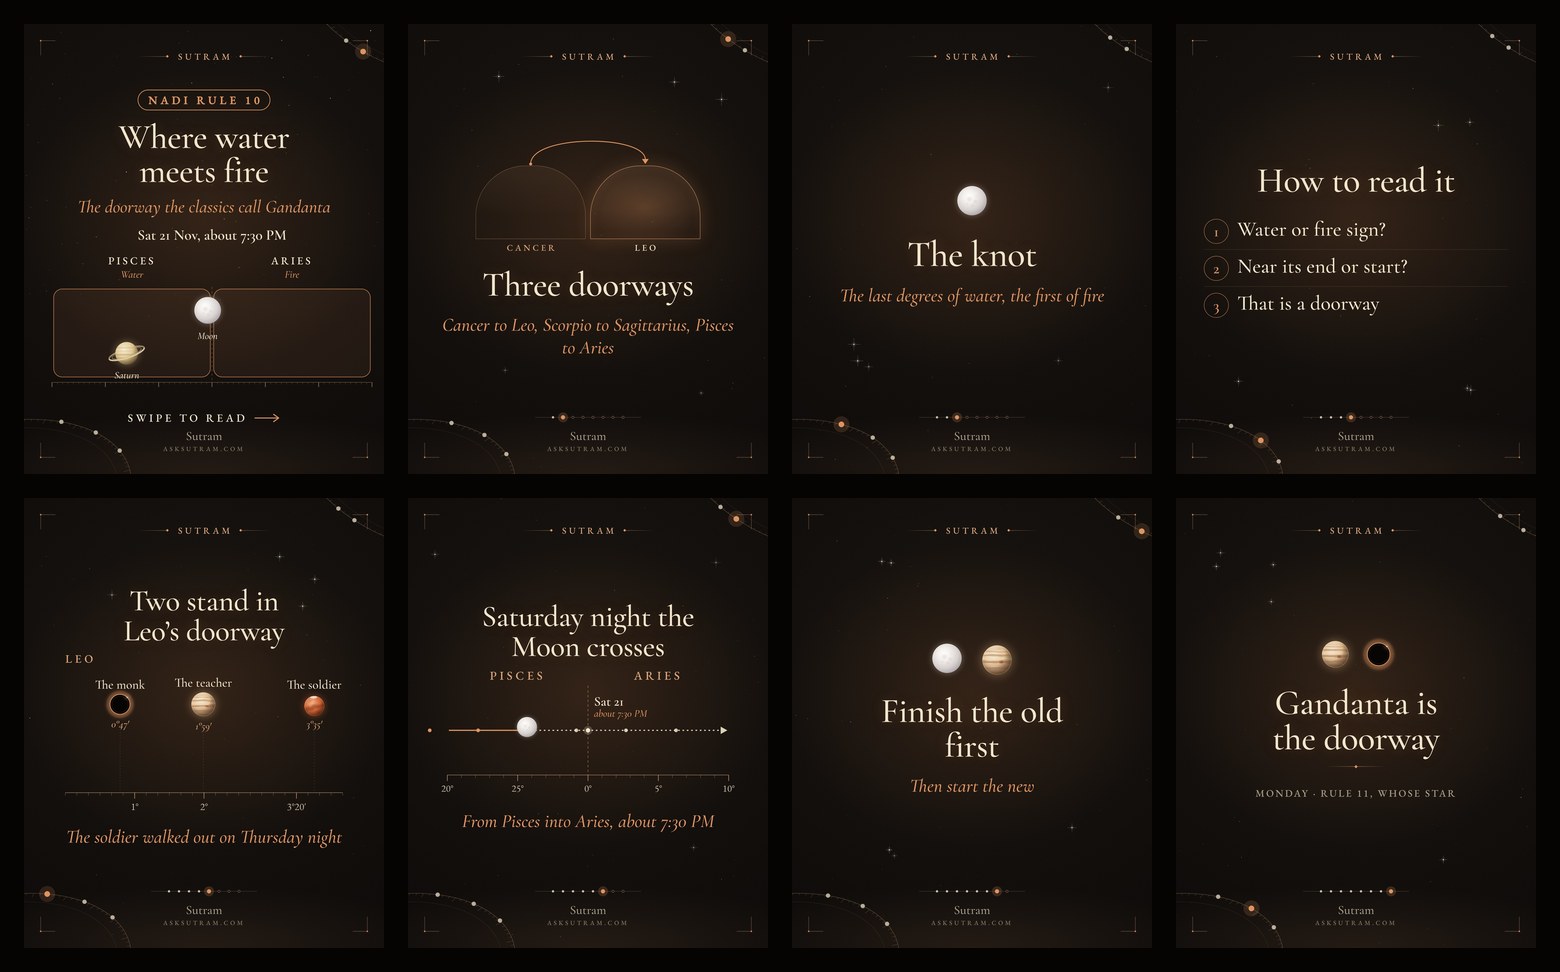 SUTRAM
NADI RULE 10
Where water
meets fire
The doorway the classics call Gandanta
Sat 21 Nov, about 7:30 PM
PISCES ARIES
Water Fire
Moon
Saturn
SWIPE TO READ
Sutram
ASKSUTRAM.COM
SUTRAM
CANCER LEO
Three doorways
Cancer to Leo, Scorpio to Sagittarius, Pisces
to Aries
Sutram
ASKSUTRAM.COM
SUTRAM
The knot
The last degrees of water, the first of fire
Sutram
ASKSUTRAM.COM
SUTRAM
How to read it
1 Water or fire sign?
2 Near its end or start?
3 That is a doorway
Sutram
ASKSUTRAM.COM
SUTRAM
Two stand in
Leo’s doorway
LEO
The monk The teacher The soldier
0°47' 1°59' 3°35'
1° 2° 3°20'
The soldier walked out on Thursday night
Sutram
ASKSUTRAM.COM
SUTRAM
Saturday night the
Moon crosses
PISCES ARIES
Sat 21
about 7:30 PM
20° 25° 0° 5° 10°
From Pisces into Aries, about 7:30 PM
Sutram
ASKSUTRAM.COM
SUTRAM
Finish the old
first
Then start the new
Sutram
ASKSUTRAM.COM
SUTRAM
Gandanta is
the doorway
MONDAY · RULE 11, WHOSE STAR
Sutram
ASKSUTRAM.COM